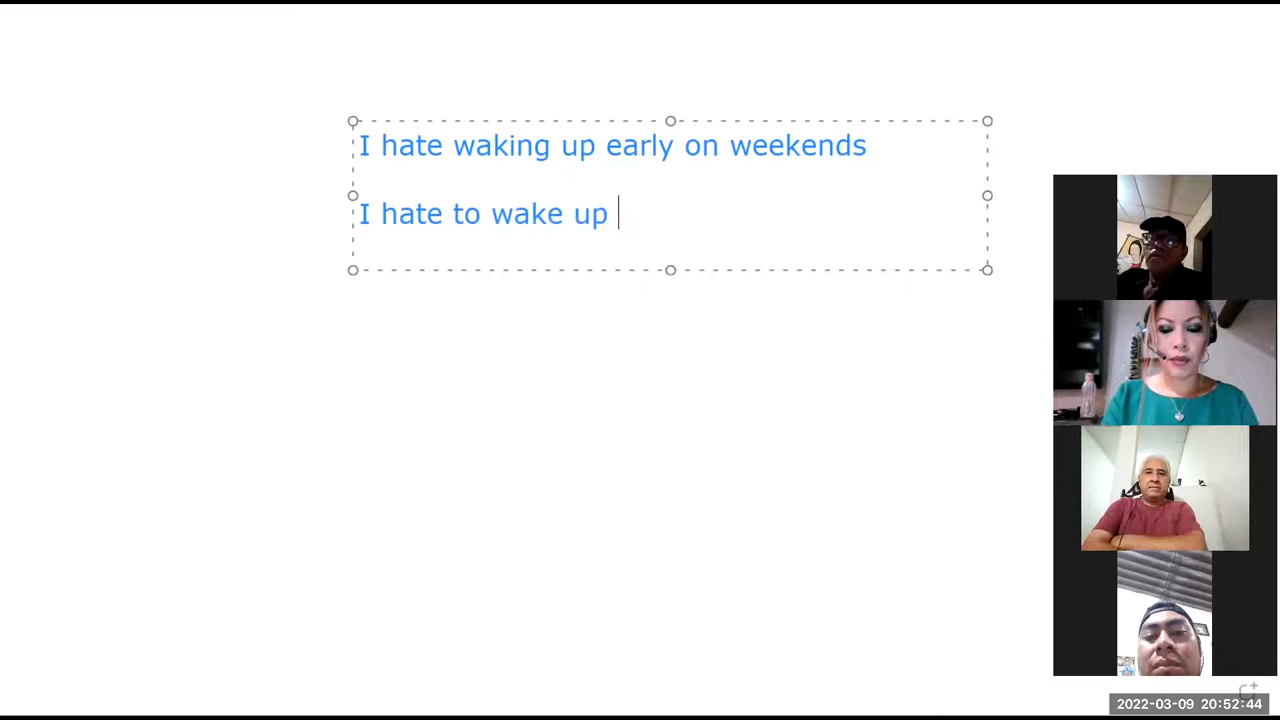 I hate waking up early on weekends
I hate to wake up
2022-03-09 20:52:44